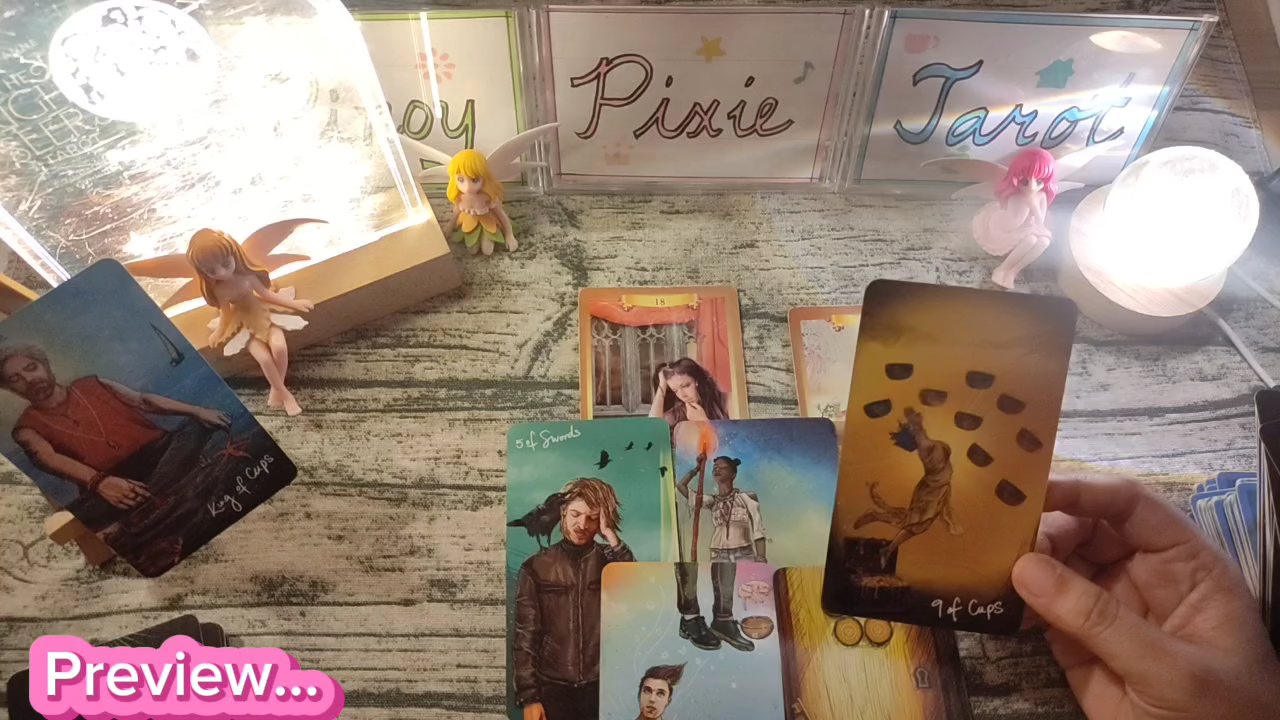 Pixie
Tarot
18
5 of Swords
King of Cups
9 of Cups
Preview...